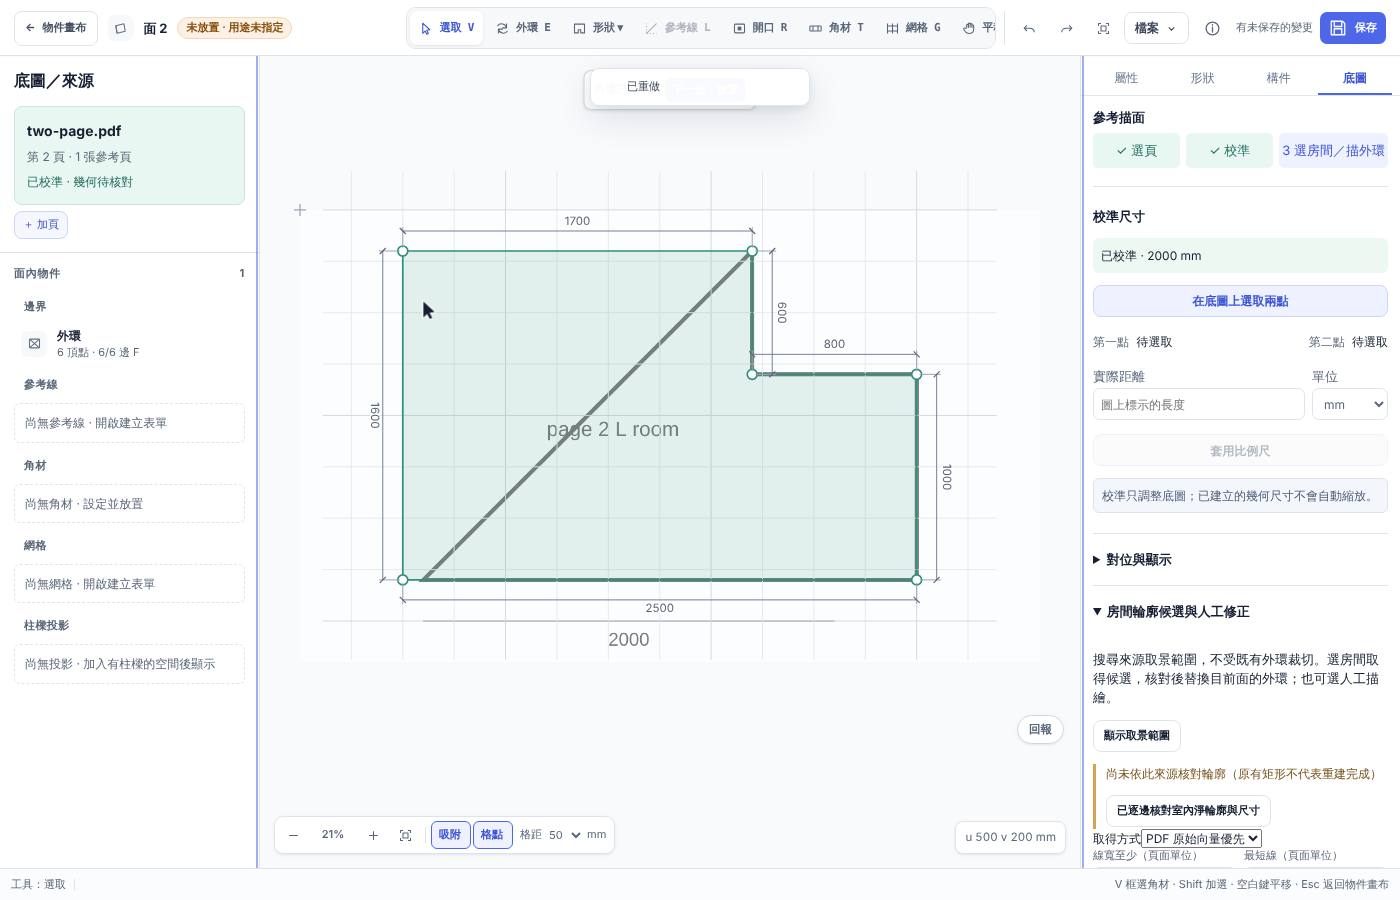 ← 物件畫布
面 2
未放置 · 用途未指定
選取 V
外環 E
形狀▾
參考線 L
開口 R
角材 T
網格 G
檔案
有未保存的變更
保存
底圖／來源
two-page.pdf
第 2 頁 · 1 張參考頁
已校準 · 幾何待核對
+ 加頁
面內物件 1
邊界
外環
6 頂點 · 6/6 邊 F
參考線
尚無參考線 · 開啟建立表單
角材
尚無角材 · 設定並放置
網格
尚無網格 · 開啟建立表單
柱樑投影
尚無投影 · 加入有柱樑的空間後顯示
已重做
1700
600
800
1600
page 2 L room
1000
2500
2000
回報
− 21% +
吸附
格點
格距 50 mm
u 500 v 200 mm
屬性
形狀
構件
底圖
參考描面
✓ 選頁
✓ 校準
3 選房間／描外環
校準尺寸
已校準 · 2000 mm
在底圖上選取兩點
第一點 待選取
第二點 待選取
實際距離
單位
圖上標示的長度
mm
套用比例尺
校準只調整底圖；已建立的幾何尺寸不會自動縮放。
▶ 對位與顯示
▼ 房間輪廓候選與人工修正
搜尋來源取景範圍，不受既有外環裁切。選房間取
得候選，核對後替換目前面的外環；也可選人工描
繪。
顯示取景範圍
尚未依此來源核對輪廓（原有矩形不代表重建完成）
已逐邊核對室內淨輪廓與尺寸
取得方式 PDF 原始向量優先
線寬至少（頁面單位）
最短線（頁面單位）
工具：選取
V 框選角材 · Shift 加選 · 空白鍵平移 · Esc 返回物件畫布